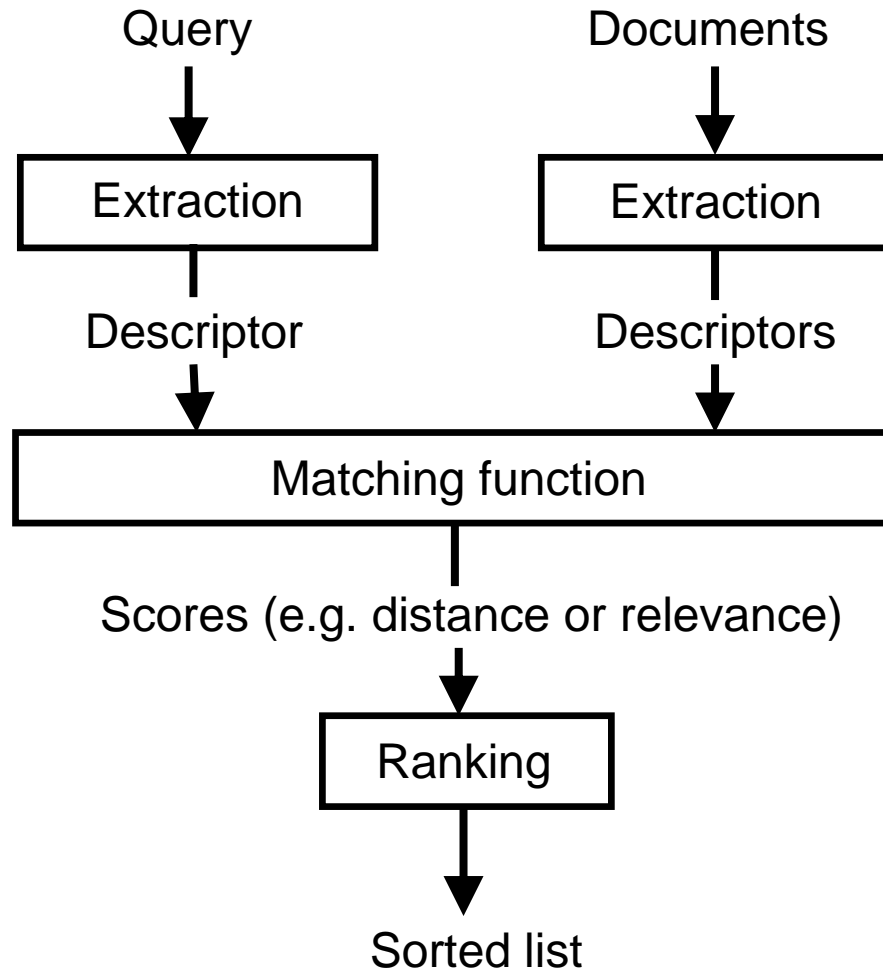 Query
Documents
Extraction
Extraction
Descriptor
Descriptors
Matching function
Scores (e.g. distance or relevance)
Ranking
Sorted list